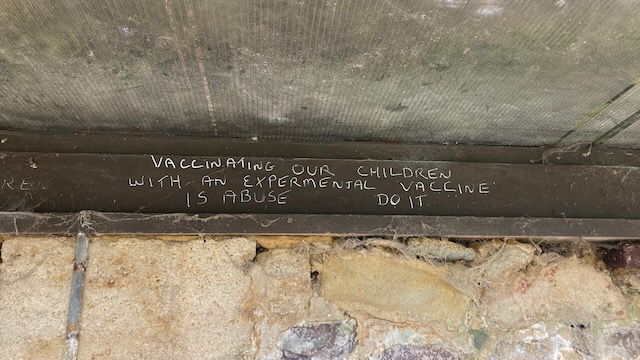 VACCINATING OUR CHILDREN
WITH AN EXPERMENTAL VACCINE
IS ABUSE DO IT